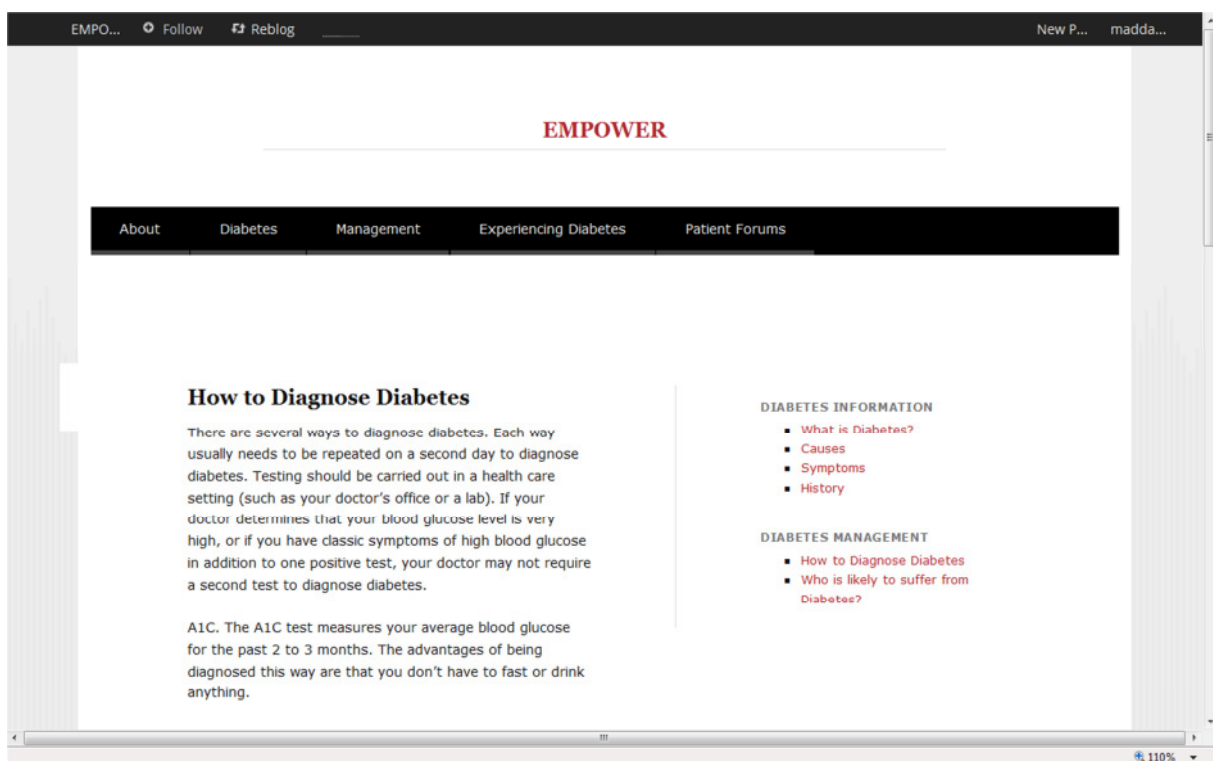 EMPO... Follow Reblog New P... madda...
EMPOWER
About Diabetes Management Experiencing Diabetes Patient Forums
How to Diagnose Diabetes
There are several ways to diagnose diabetes. Each way
usually needs to be repeated on a second day to diagnose
diabetes. Testing should be carried out in a health care
setting (such as your doctor’s office or a lab). If your
doctor determines that your blood glucose level is very
high, or if you have classic symptoms of high blood glucose
in addition to one positive test, your doctor may not require
a second test to diagnose diabetes.
A1C. The A1C test measures your average blood glucose
for the past 2 to 3 months. The advantages of being
diagnosed this way are that you don’t have to fast or drink
anything.
DIABETES INFORMATION
What is Diabetes?
Causes
Symptoms
History
DIABETES MANAGEMENT
How to Diagnose Diabetes
Who is likely to suffer from
Diabetes?
110%